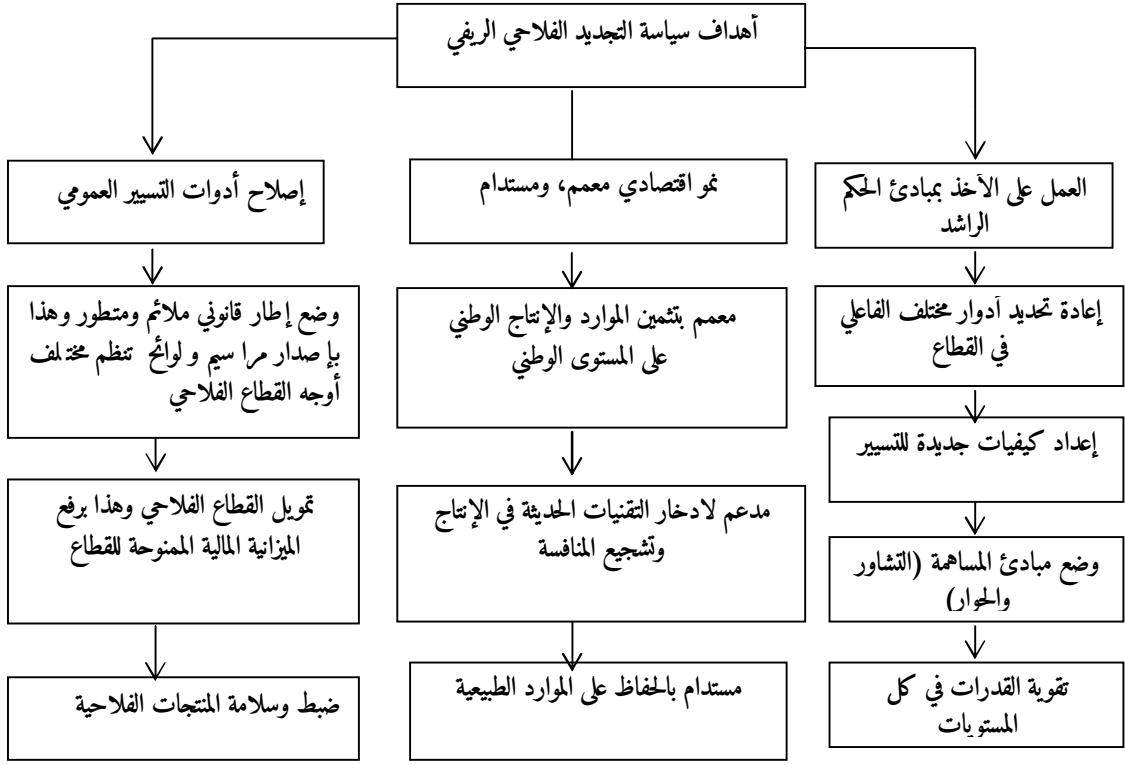 أهداف سياسة التجديد الفلاحي الريفي
العمل على الأخذ بمبادئ الحكم
الراشد
إعادة تحديد أدوار مختلف الفاعلي
في القطاع
إعداد كيفيات جديدة للتسيير
وضع مبادئ المساهمة (التشاور
والحوار)
تقوية القدرات في كل
المستويات
نمو اقتصادي معمم، ومستدام
معمم بتثمين الموارد والإنتاج الوطني
على المستوى الوطني
مدعم لادخار التقنيات الحديثة في الإنتاج
وتشجيع المنافسة
مستدام بالحفاظ على الموارد الطبيعية
إصلاح أدوات التسيير العمومي
وضع إطار قانوني ملائم ومتطور وهذا
بإ صدار مرا سيم و لوائح تنظم مختلف
أوجه القطاع الفلاحي
تمويل القطاع الفلاحي وهذا برفع
الميزانية المالية الممنوحة للقطاع
ضبط وسلامة المنتجات الفلاحية